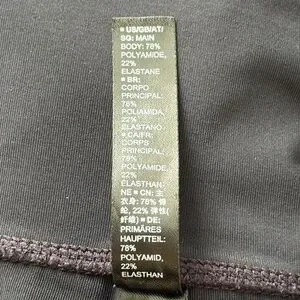 ■ US/GB/AT/
SG: MAIN
BODY: 78%
POLYAMIDE,
22%
ELASTANE
■ BR:
CORPO
PRINCIPAL:
78%
POLIAMIDA,
22%
ELASTANO
■ CA/FR:
CORPS
PRINCIPAL:
78%
POLYAMIDE,
22%
ÉLASTHAN-
NE ■ CN: 主
衣身: 78% 锦
纶, 22% 弹性(
纤维) ■ DE:
PRIMÄRES
HAUPTTEIL:
78%
POLYAMID,
22%
ELASTHAN